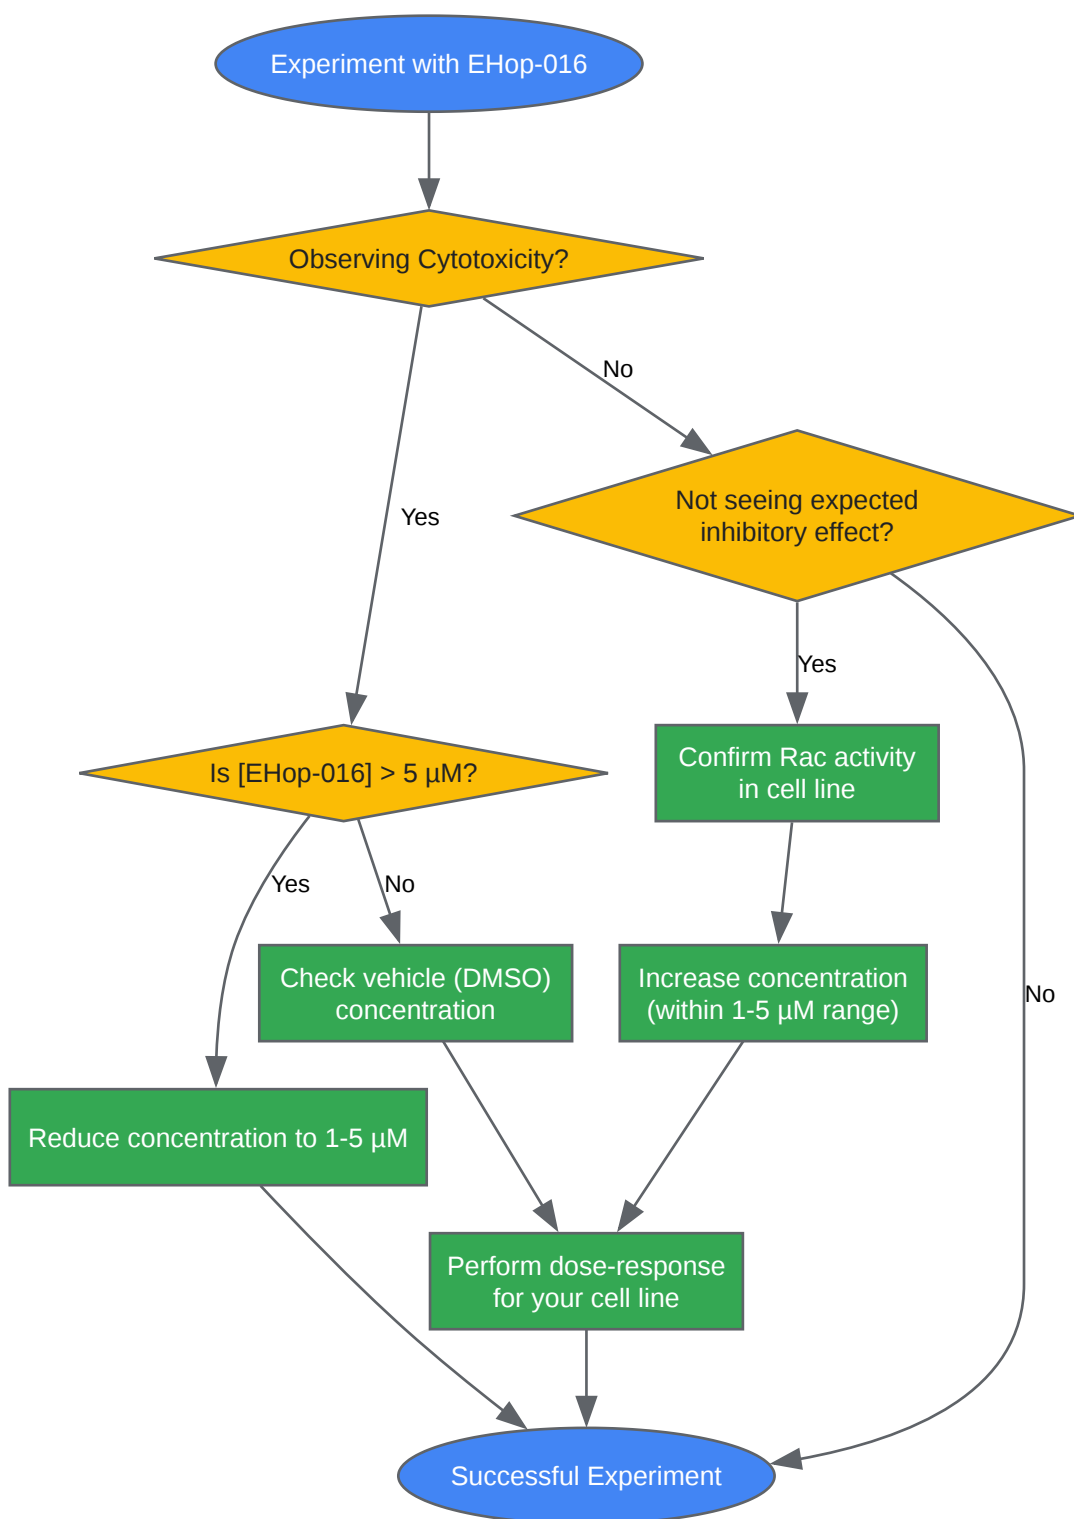 Experiment with EHop-016
Observing Cytotoxicity?
No
Not seeing expected
inhibitory effect?
Yes
Yes
Is [EHop-016] > 5 µM?
Confirm Rac activity
in cell line
Yes
No
Check vehicle (DMSO)
concentration
Increase concentration
(within 1-5 µM range)
No
Reduce concentration to 1-5 µM
Perform dose-response
for your cell line
Successful Experiment